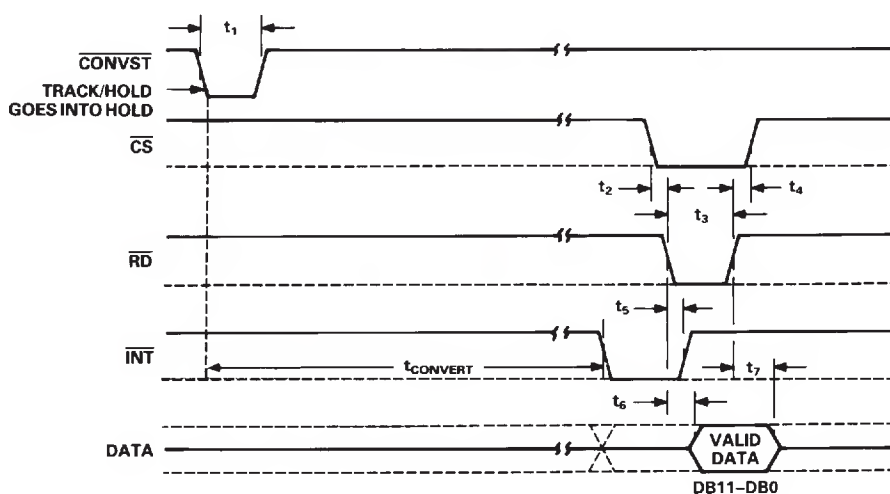 t1
CONVST
TRACK/HOLD
GOES INTO HOLD
CS
t2
t4
t3
RD
t5
INT
tCONVERT
t7
t6
DATA
VALID
DATA
DB11–DB0